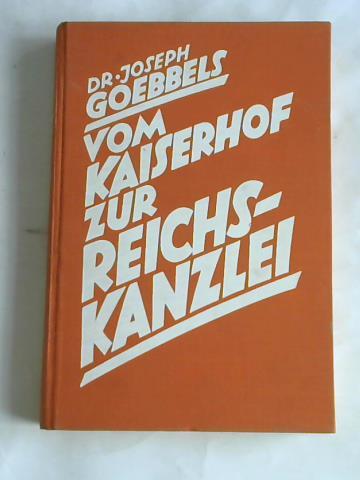 DR. JOSEPH
GOEBBELS
VOM
KAISERHOF
ZUR
REICHS-
KANZLEI